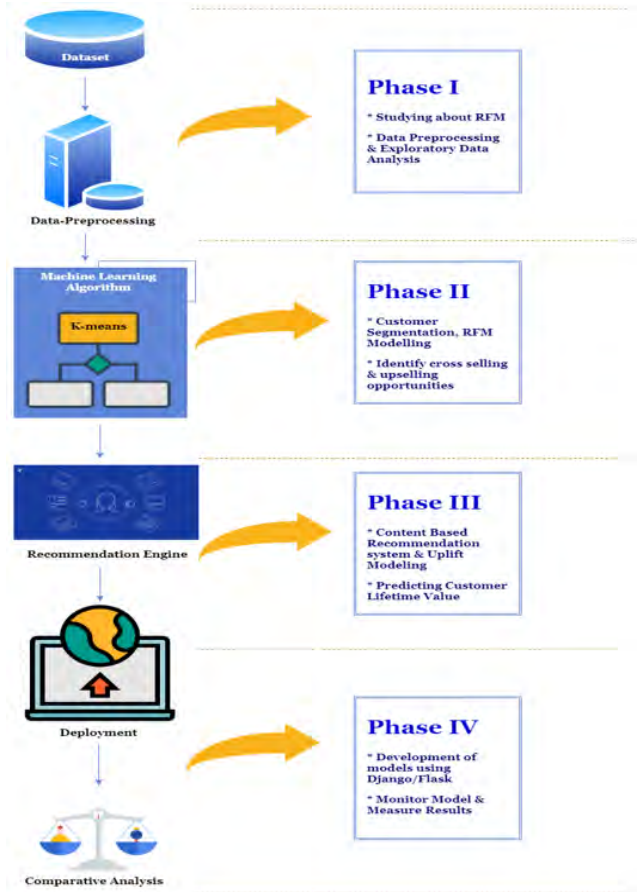 Dataset
Phase I
* Studying about RFM
* Data Preprocessing
& Exploratory Data
Analysis
Data-Preprocessing
Machine Learning
Algorithm
K-means
Phase II
* Customer
Segmentation, RFM
Modelling
* Identify cross selling
& upselling
opportunities
Recommendation Engine
Phase III
* Content Based
Recommendation
system & Uplift
Modeling
* Predicting Customer
Lifetime Value
Deployment
Phase IV
* Development of
models using
Django/Flask
* Monitor Model &
Measure Results
Comparative Analysis